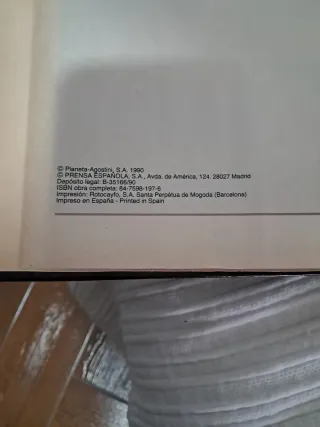 © Planeta-Agostini, S.A. 1990
© PRENSA ESPAÑOLA, S.A., Avda. de América, 124. 28027 Madrid
Depósito legal: B-35166/90
ISBN obra completa: 84-7598-197-6
Impresión: Rotocayfo, S.A. Santa Perpètua de Mogoda (Barcelona)
Impreso en España - Printed in Spain